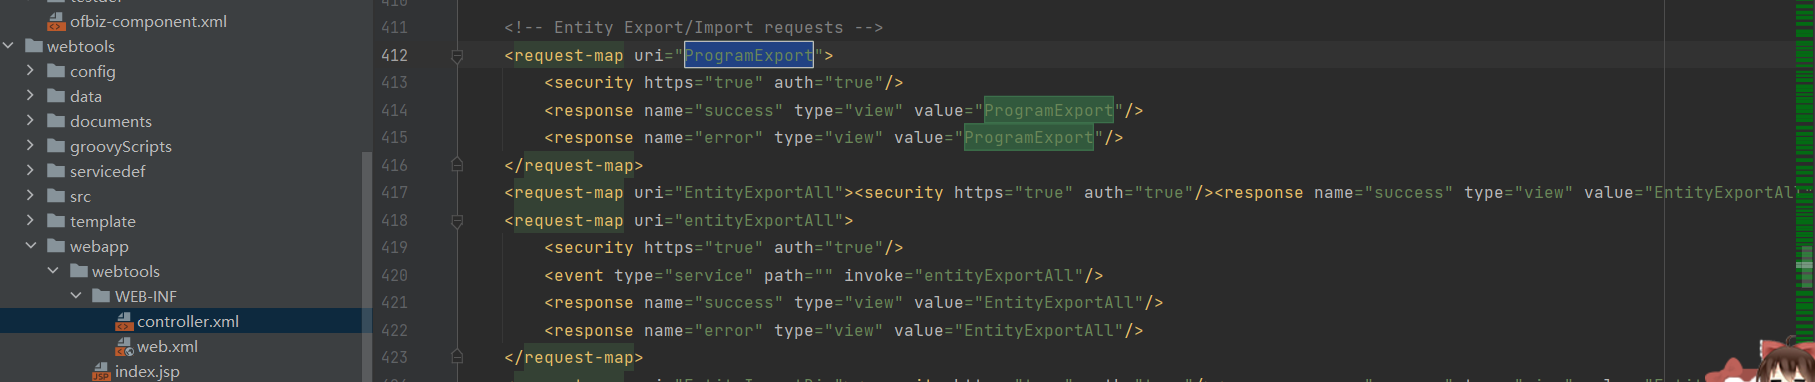 testdef
ofbiz-component.xml
webtools
config
data
documents
groovyScripts
servicedef
src
template
webapp
webtools
WEB-INF
controller.xml
web.xml
index.jsp
410
411 <!-- Entity Export/Import requests -->
412 <request-map uri="ProgramExport">
413 <security https="true" auth="true"/>
414 <response name="success" type="view" value="ProgramExport"/>
415 <response name="error" type="view" value="ProgramExport"/>
416 </request-map>
417 <request-map uri="EntityExportAll"><security https="true" auth="true"/><response name="success" type="view" value="EntityExportAll"
418 <request-map uri="entityExportAll">
419 <security https="true" auth="true"/>
420 <event type="service" path="" invoke="entityExportAll"/>
421 <response name="success" type="view" value="EntityExportAll"/>
422 <response name="error" type="view" value="EntityExportAll"/>
423 </request-map>